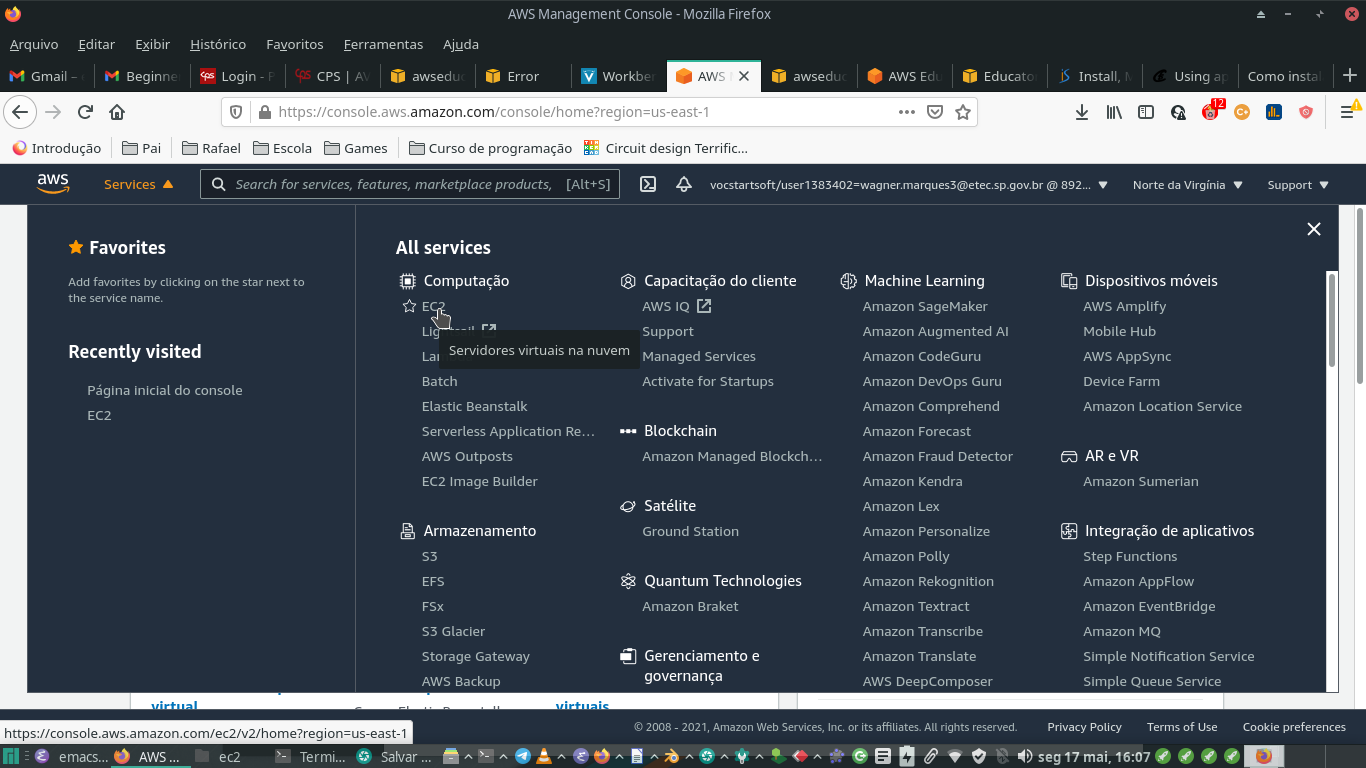 AWS Management Console - Mozilla Firefox
Arquivo Editar Exibir Histórico Favoritos Ferramentas Ajuda
Gmail - Beginne Login - CPS | AV awsedu Error Workbe AWS awsedu AWS Edu Educato Install, Using ap Como insta
https://console.aws.amazon.com/console/home?region=us-east-1
12
Introdução Pai Rafael Escola Games Curso de programação Circuit design Terrific...
aws Services Search for services, features, marketplace products, [Alt+S] vocstartsoft/user1383402=wagner.marques3@etec.sp.gov.br @ 892... Norte da Virgínia Support
Favorites
Add favorites by clicking on the star next to
the service name.
Recently visited
Página inicial do console
EC2
All services
Computação
EC2
Servidores virtuais na nuvem
Batch
Elastic Beanstalk
Serverless Application Re...
AWS Outposts
EC2 Image Builder
Armazenamento
S3
EFS
FSx
S3 Glacier
Storage Gateway
AWS Backup
Capacitação do cliente
AWS IQ
Support
Managed Services
Activate for Startups
Blockchain
Amazon Managed Blockch...
Satélite
Ground Station
Quantum Technologies
Amazon Braket
Gerenciamento e
governança
Machine Learning
Amazon SageMaker
Amazon Augmented AI
Amazon CodeGuru
Amazon DevOps Guru
Amazon Comprehend
Amazon Forecast
Amazon Fraud Detector
Amazon Kendra
Amazon Lex
Amazon Personalize
Amazon Polly
Amazon Rekognition
Amazon Textract
Amazon Transcribe
Amazon Translate
AWS DeepComposer
Dispositivos móveis
AWS Amplify
Mobile Hub
AWS AppSync
Device Farm
Amazon Location Service
AR e VR
Amazon Sumerian
Integração de aplicativos
Step Functions
Amazon AppFlow
Amazon EventBridge
Amazon MQ
Simple Notification Service
Simple Queue Service
virtual virtuais
© 2008 - 2021, Amazon Web Services, Inc. or its affiliates. All rights reserved. Privacy Policy Terms of Use Cookie preferences
https://console.aws.amazon.com/ec2/v2/home?region=us-east-1
emacs... AWS ... ec2 Termi... Salvar ... seg 17 mai, 16:07